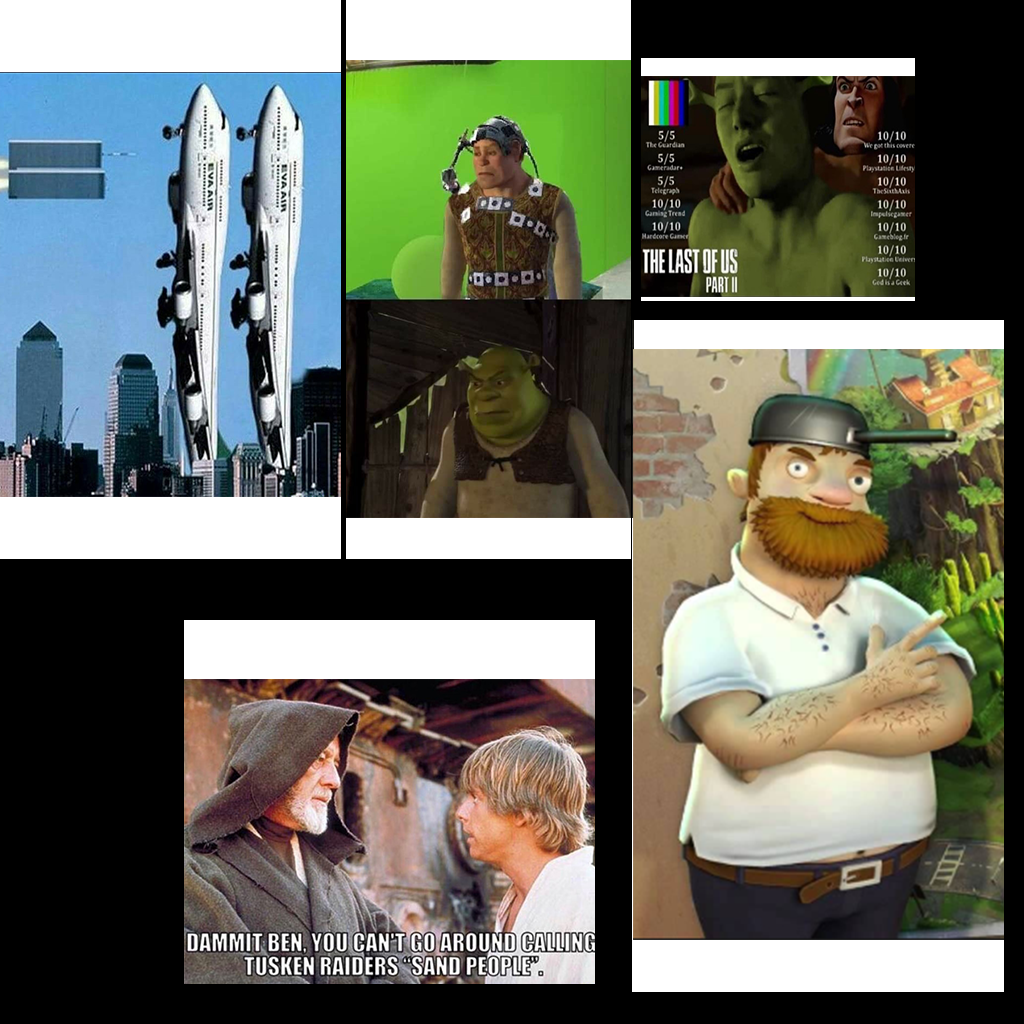 EVA AIR
EVA AIR
5/5
The Guardian
5/5
Gamesradar+
5/5
Telegraph
10/10
Gaming Trend
10/10
Hardcore Gamer
10/10
We got this covere
10/10
Playstation Lifesty
10/10
TheSixthAxis
10/10
Impulsegamer
10/10
Gameblog.fr
10/10
Playstation Univers
10/10
God is a Geek
THE LAST OF US
PART II
DAMMIT BEN, YOU CAN'T GO AROUND CALLING
TUSKEN RAIDERS "SAND PEOPLE".